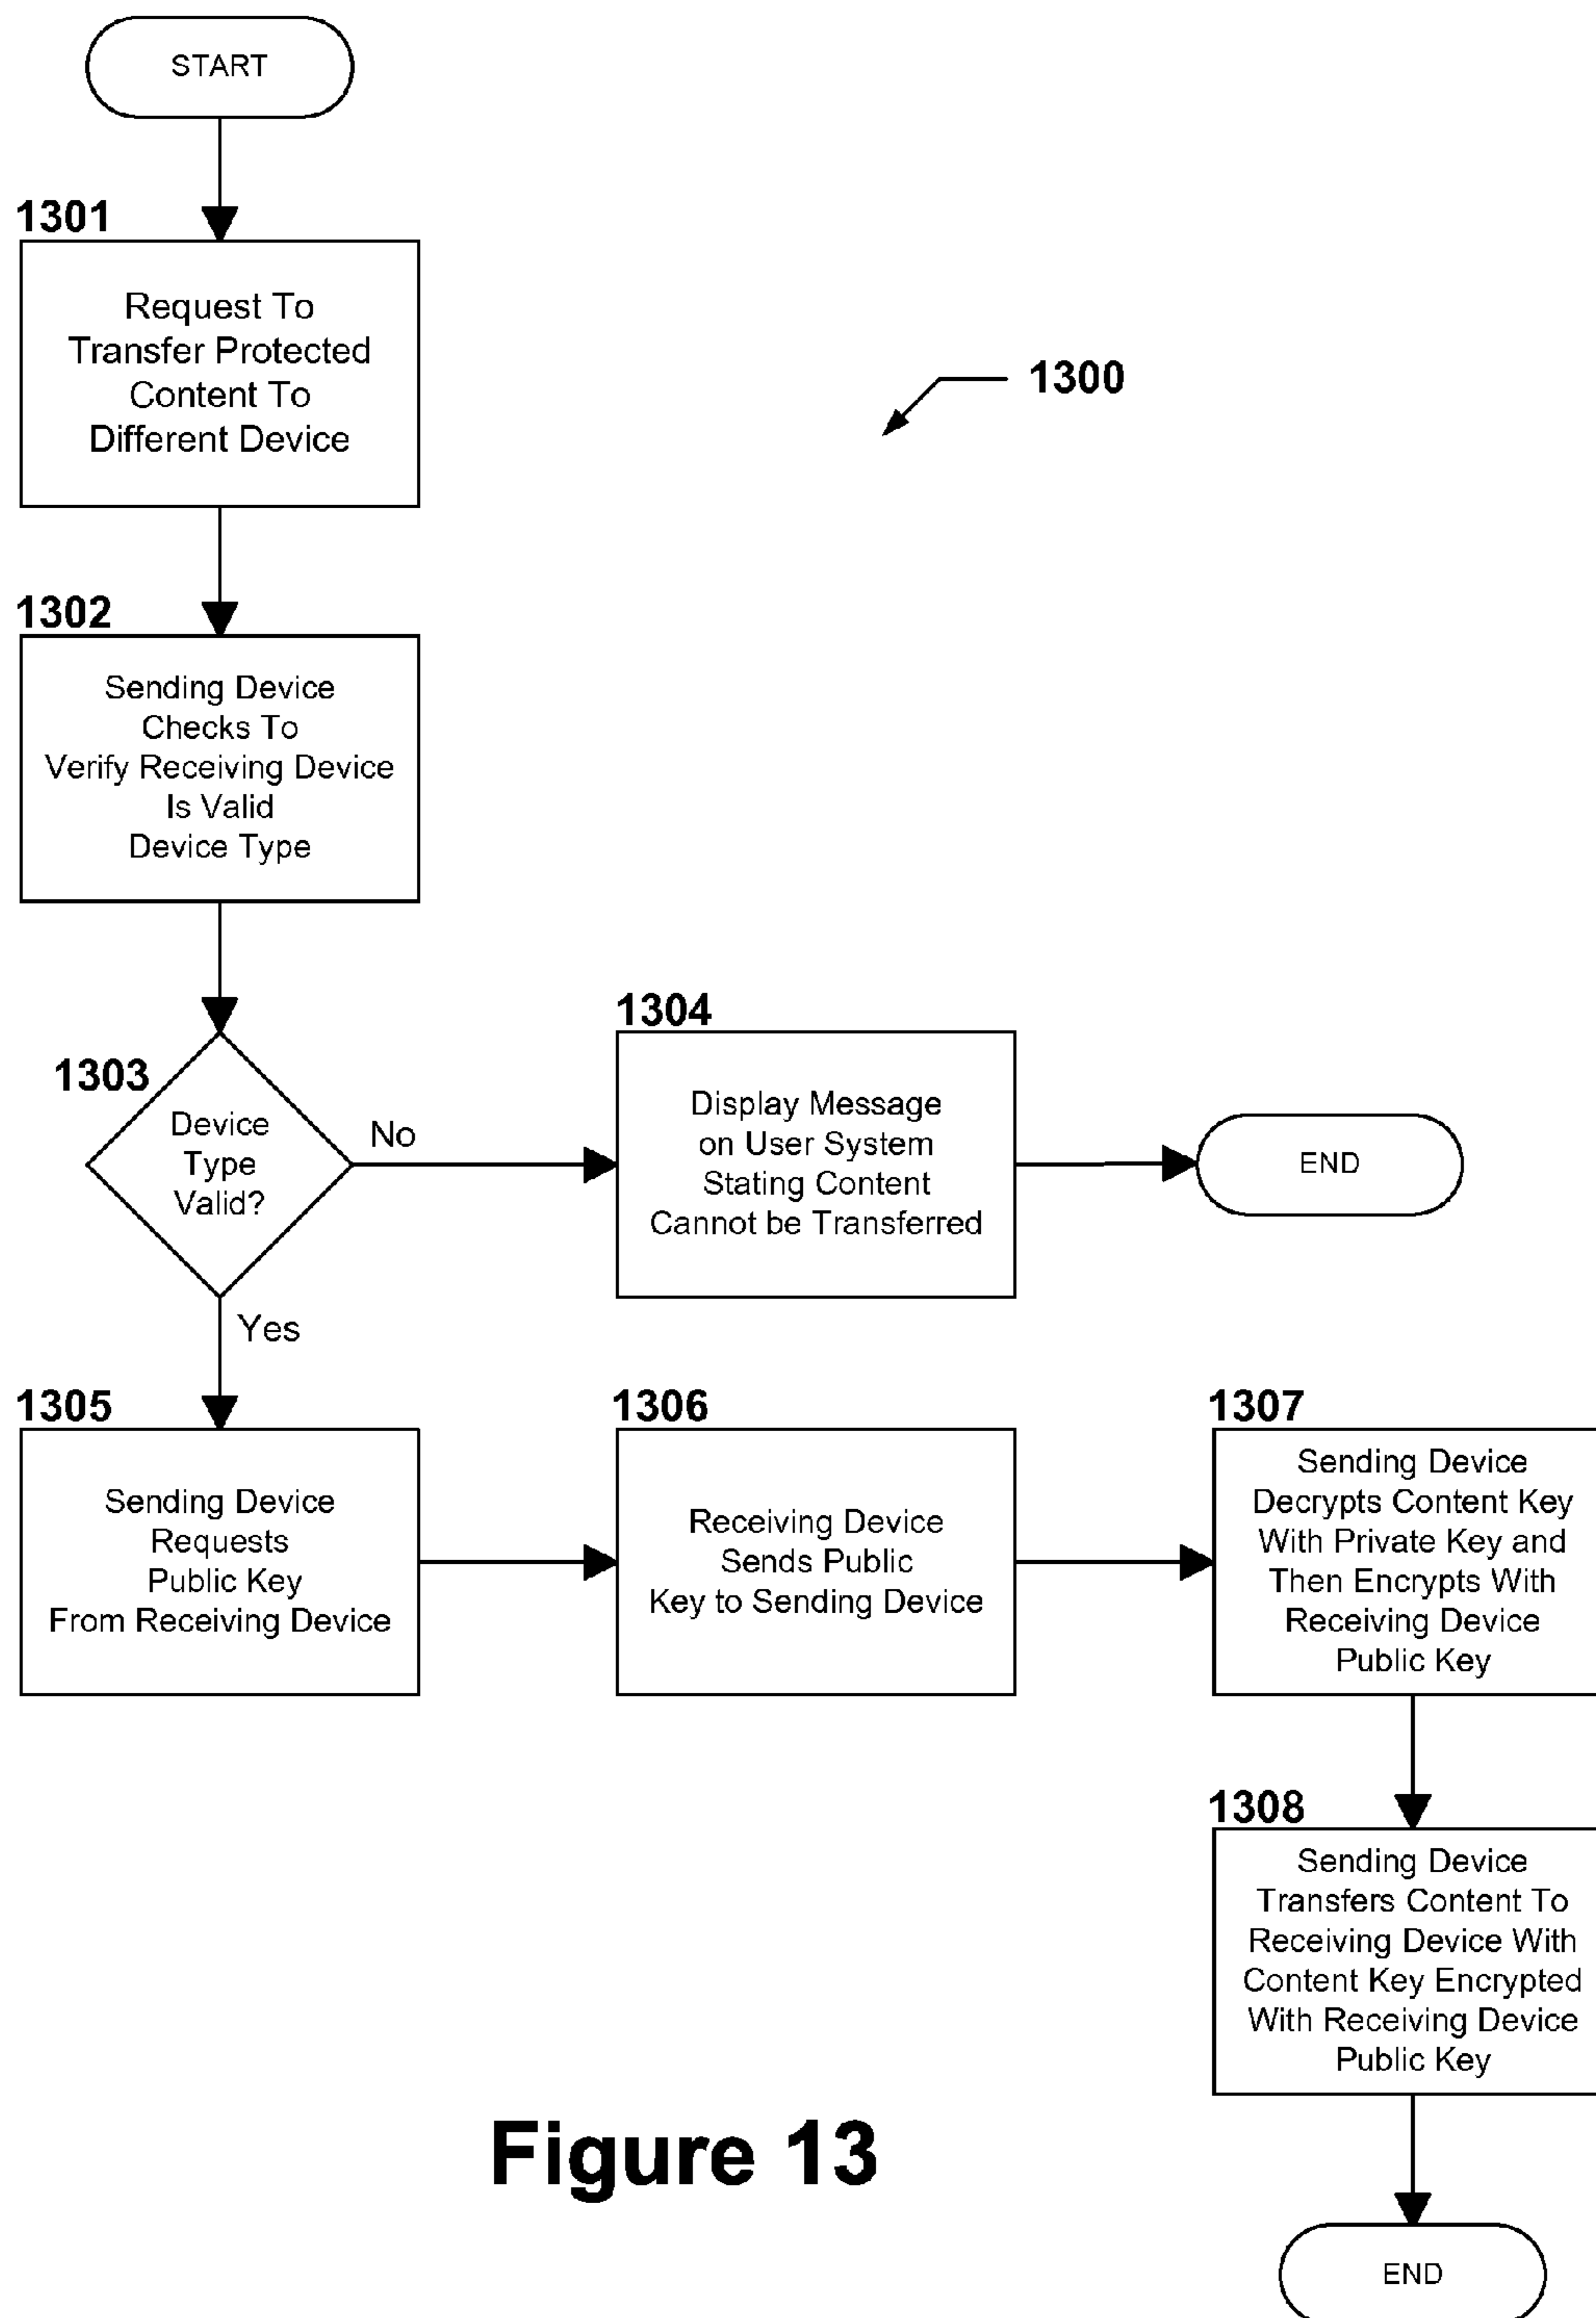 START
1301
Request To
Transfer Protected
Content To
Different Device
1300
1302
Sending Device
Checks To
Verify Receiving Device
Is Valid
Device Type
1303
Device
Type
Valid?
No
1304
Display Message
on User System
Stating Content
Cannot be Transferred
END
Yes
1305
Sending Device
Requests
Public Key
From Receiving Device
1306
Receiving Device
Sends Public
Key to Sending Device
1307
Sending Device
Decrypts Content Key
With Private Key and
Then Encrypts With
Receiving Device
Public Key
1308
Sending Device
Transfers Content To
Receiving Device With
Content Key Encrypted
With Receiving Device
Public Key
END
Figure 13